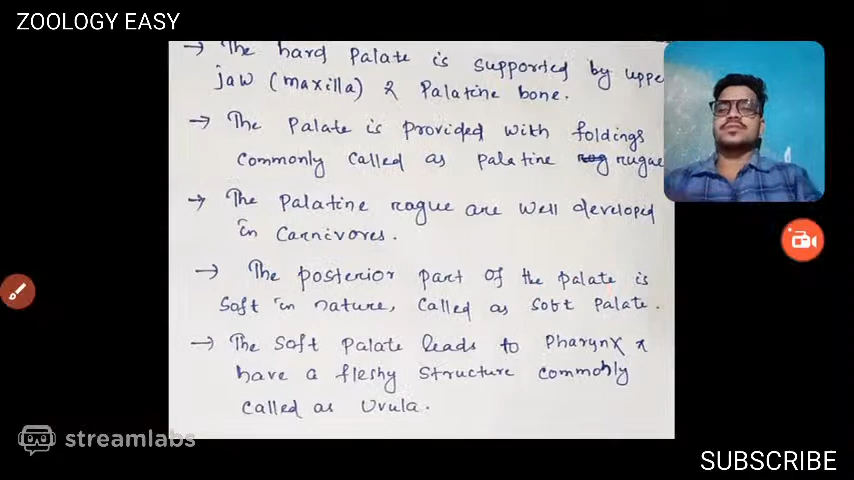 ZOOLOGY EASY
→ The hard Palate is supported by uppe
jaw (maxilla) & Palatine bone.
→ The Palate is provided with foldings
commonly called as palatine rugae
→ The Palatine rague are well developed
in Carnivores.
→ The posterior part of the palate is
soft in nature, called as sobt Palate.
→ The soft Palate leads to Pharynx &
have a fleshy structure commonly
called as Uvula.
streamlabs
SUBSCRIBE